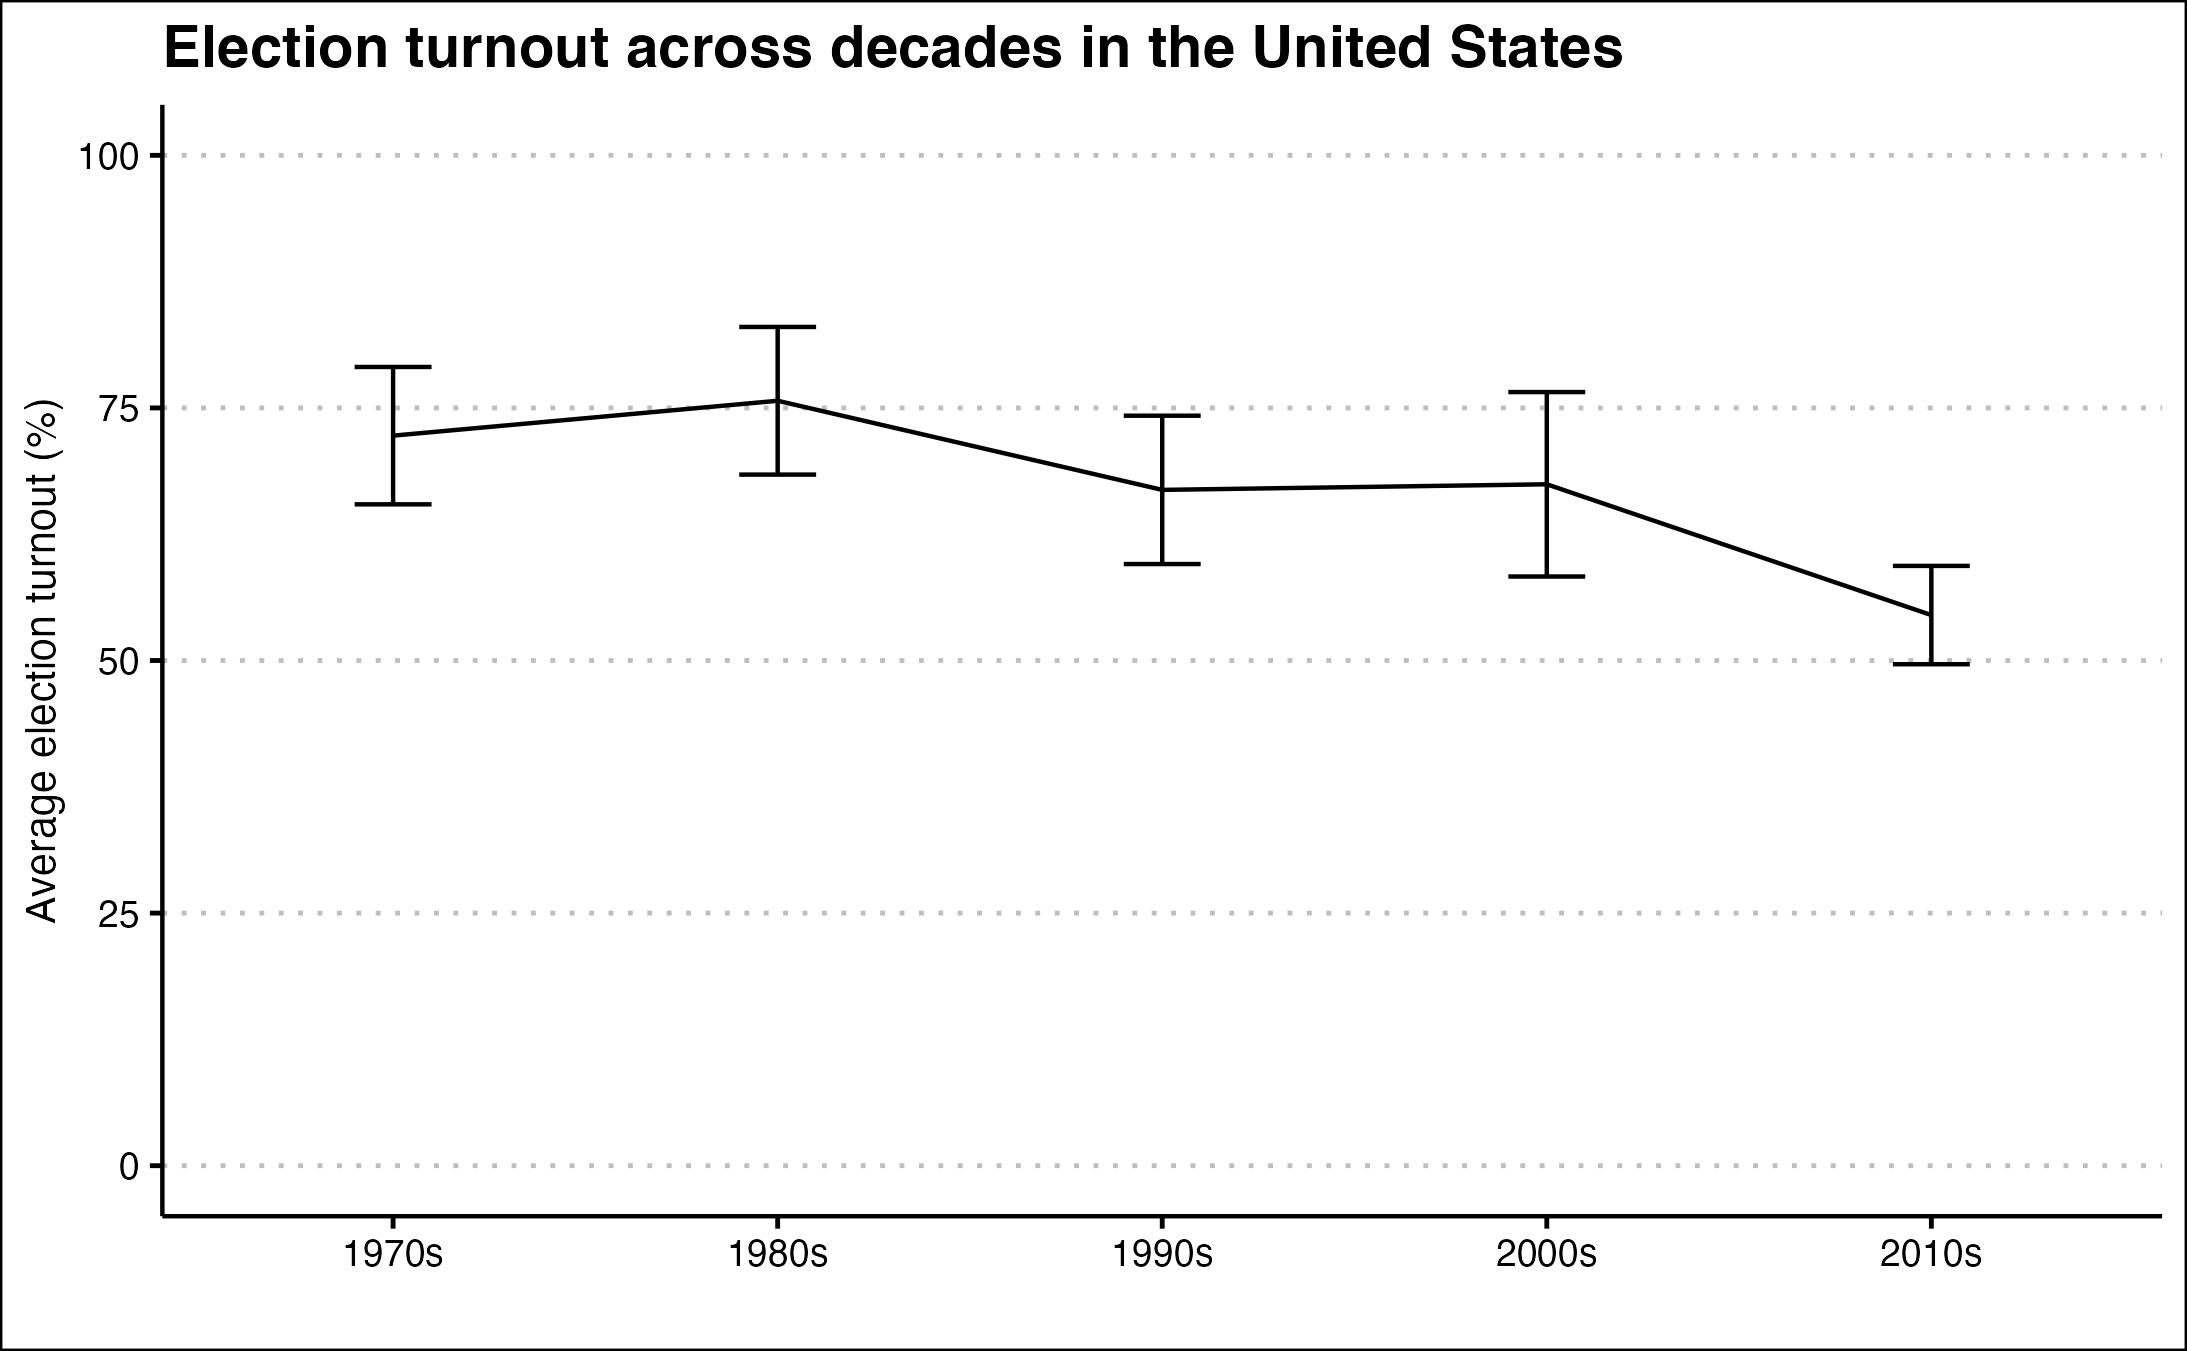 Election turnout across decades in the United States
Average election turnout (%)
100
75
50
25
0
1970s
1980s
1990s
2000s
2010s